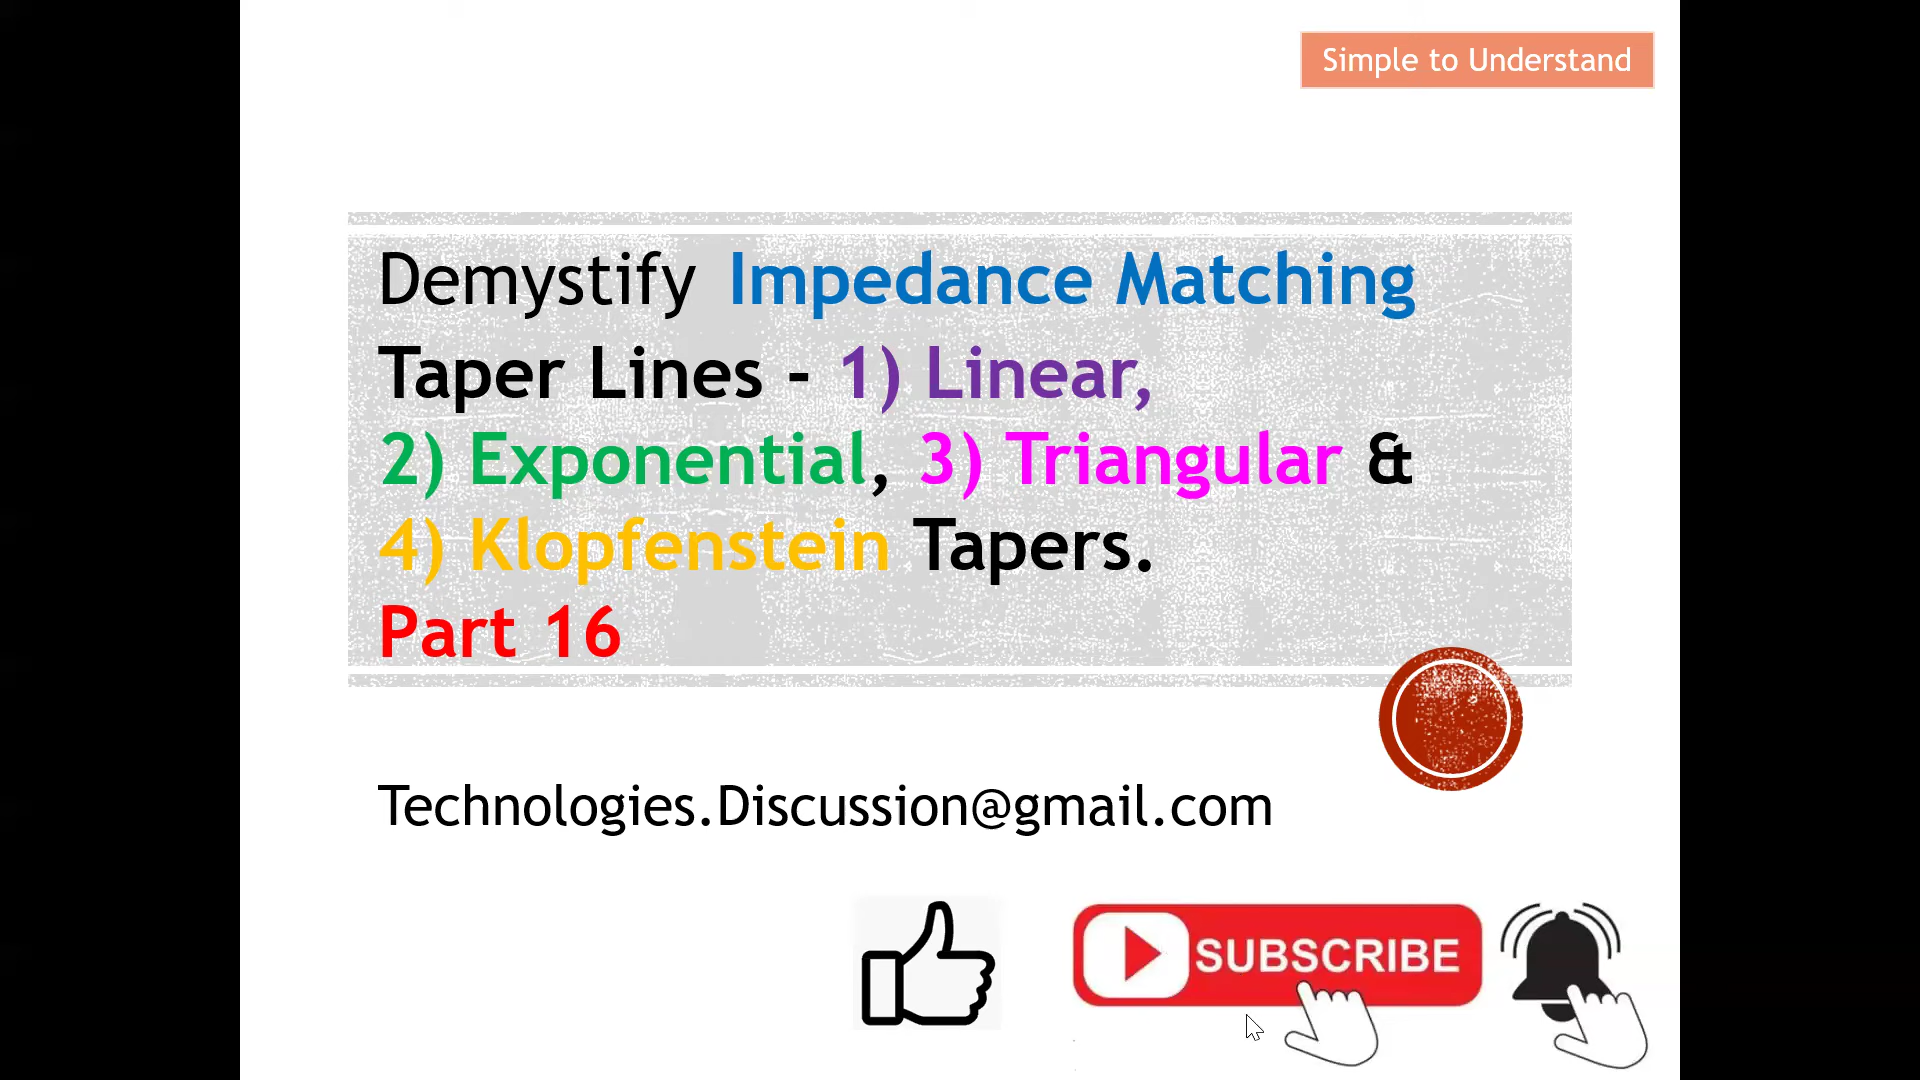 Simple to Understand
Demystify Impedance Matching
Taper Lines - 1) Linear,
2) Exponential, 3) Triangular &
4) Klopfenstein Tapers.
Part 16
Technologies.Discussion@gmail.com
SUBSCRIBE